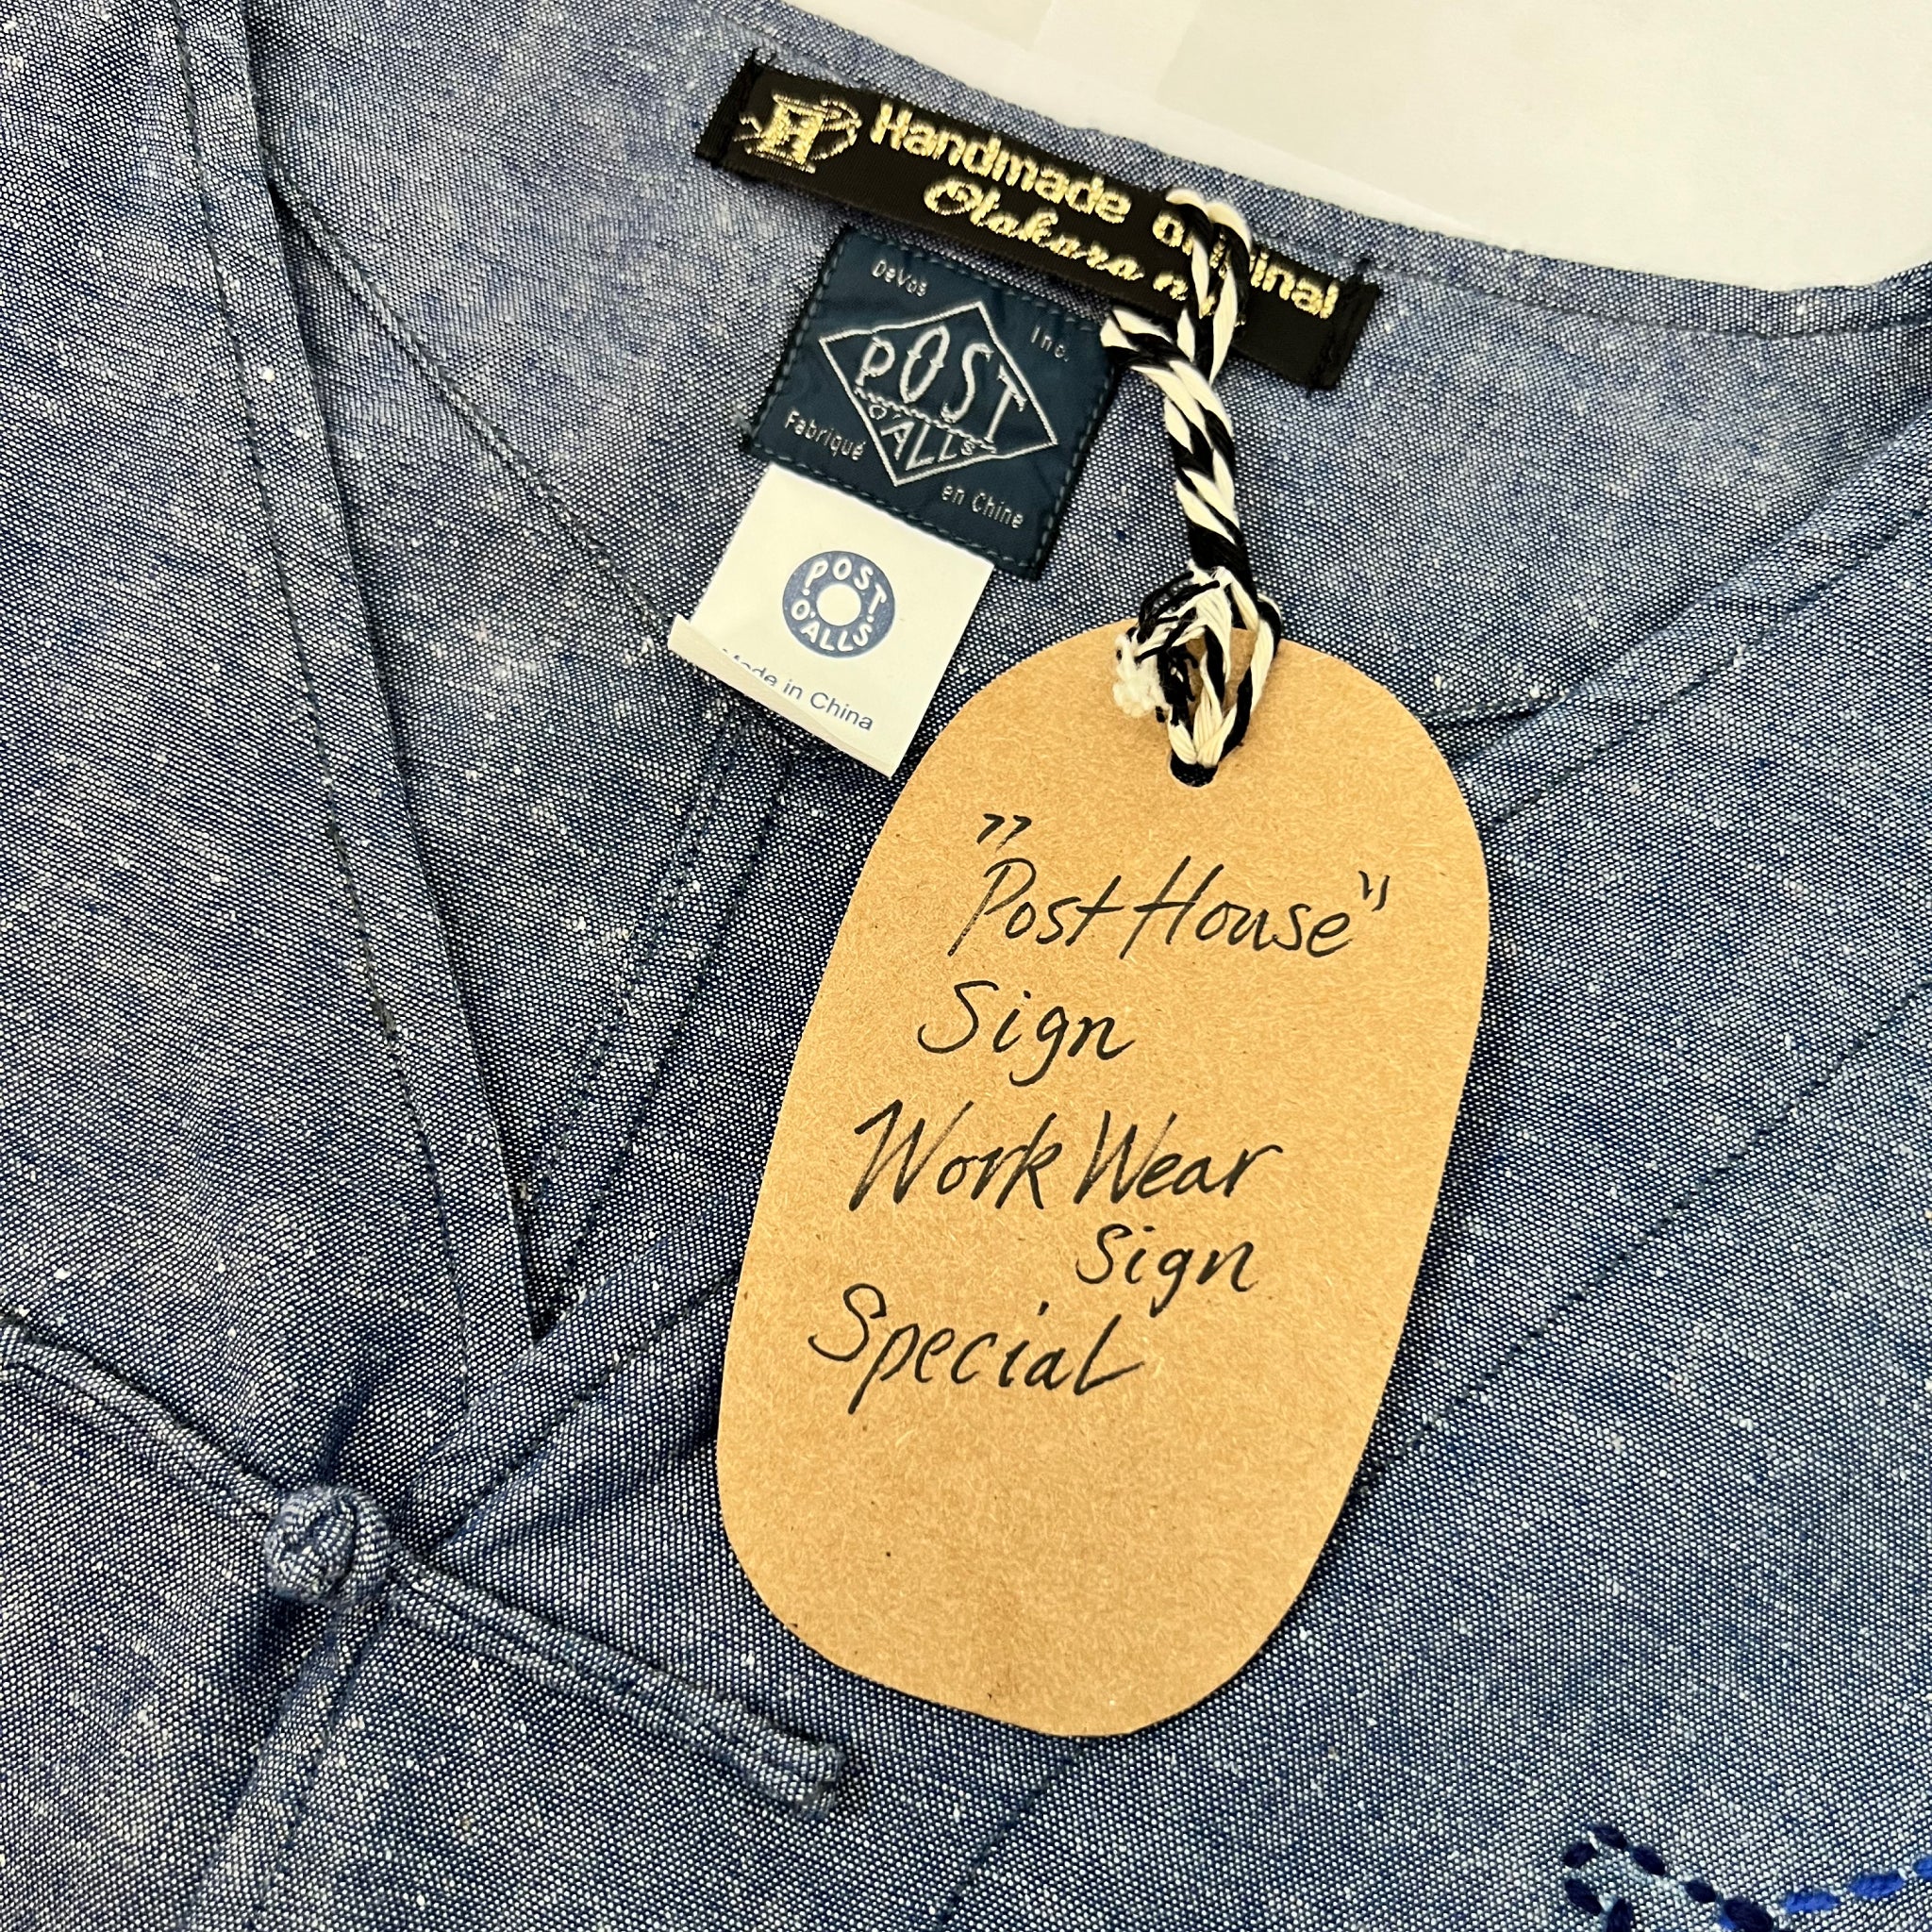 Handmade original
Otakara
DeVos Inc.
POST
O'ALLS
Fabriqué en Chine
POST
O'ALLS
Made in China
"Post House"
Sign
Work Wear
Sign
Special